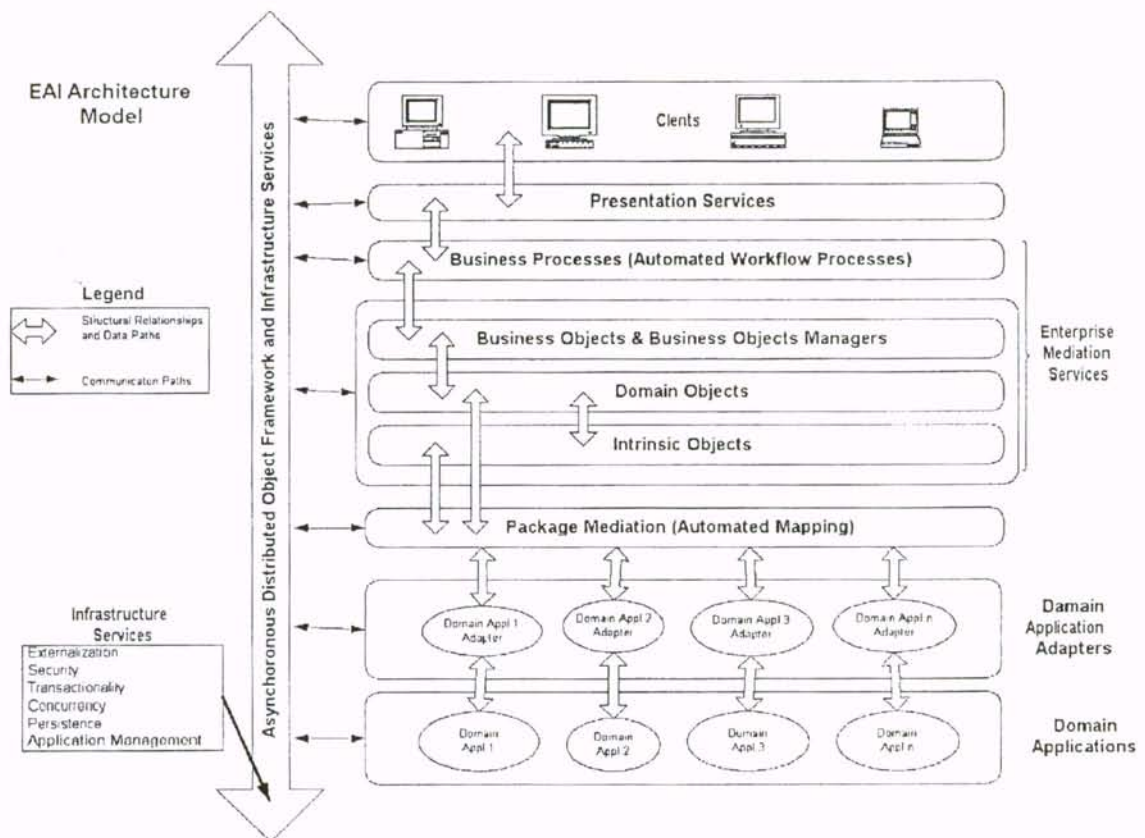 EAI Architecture
Model
Asynchoronous Distributed Object Framework and Infrastructure Services
Clents
Presentation Services
Business Processes (Automated Workflow Processes)
Legend
Structural Relationships
and Data Paths
Communicaton Paths
Business Objects & Business Objects Managers
Domain Objects
Intrinsic Objects
Enterprise
Mediation
Services
Package Mediation (Automated Mapping)
Infrastructure
Services
Externalization
Security
Transactionality
Concurrency
Persistence
Application Management
Domain Appl 1
Adapter
Domain Appl 2
Adapter
Domain Appl 3
Adapter
Domain Appl n
Adapter
Damain
Application
Adapters
Domain
Appl 1
Domain
Appl 2
Dumain
Appl 3
Domain
Appl n
Domain
Applications